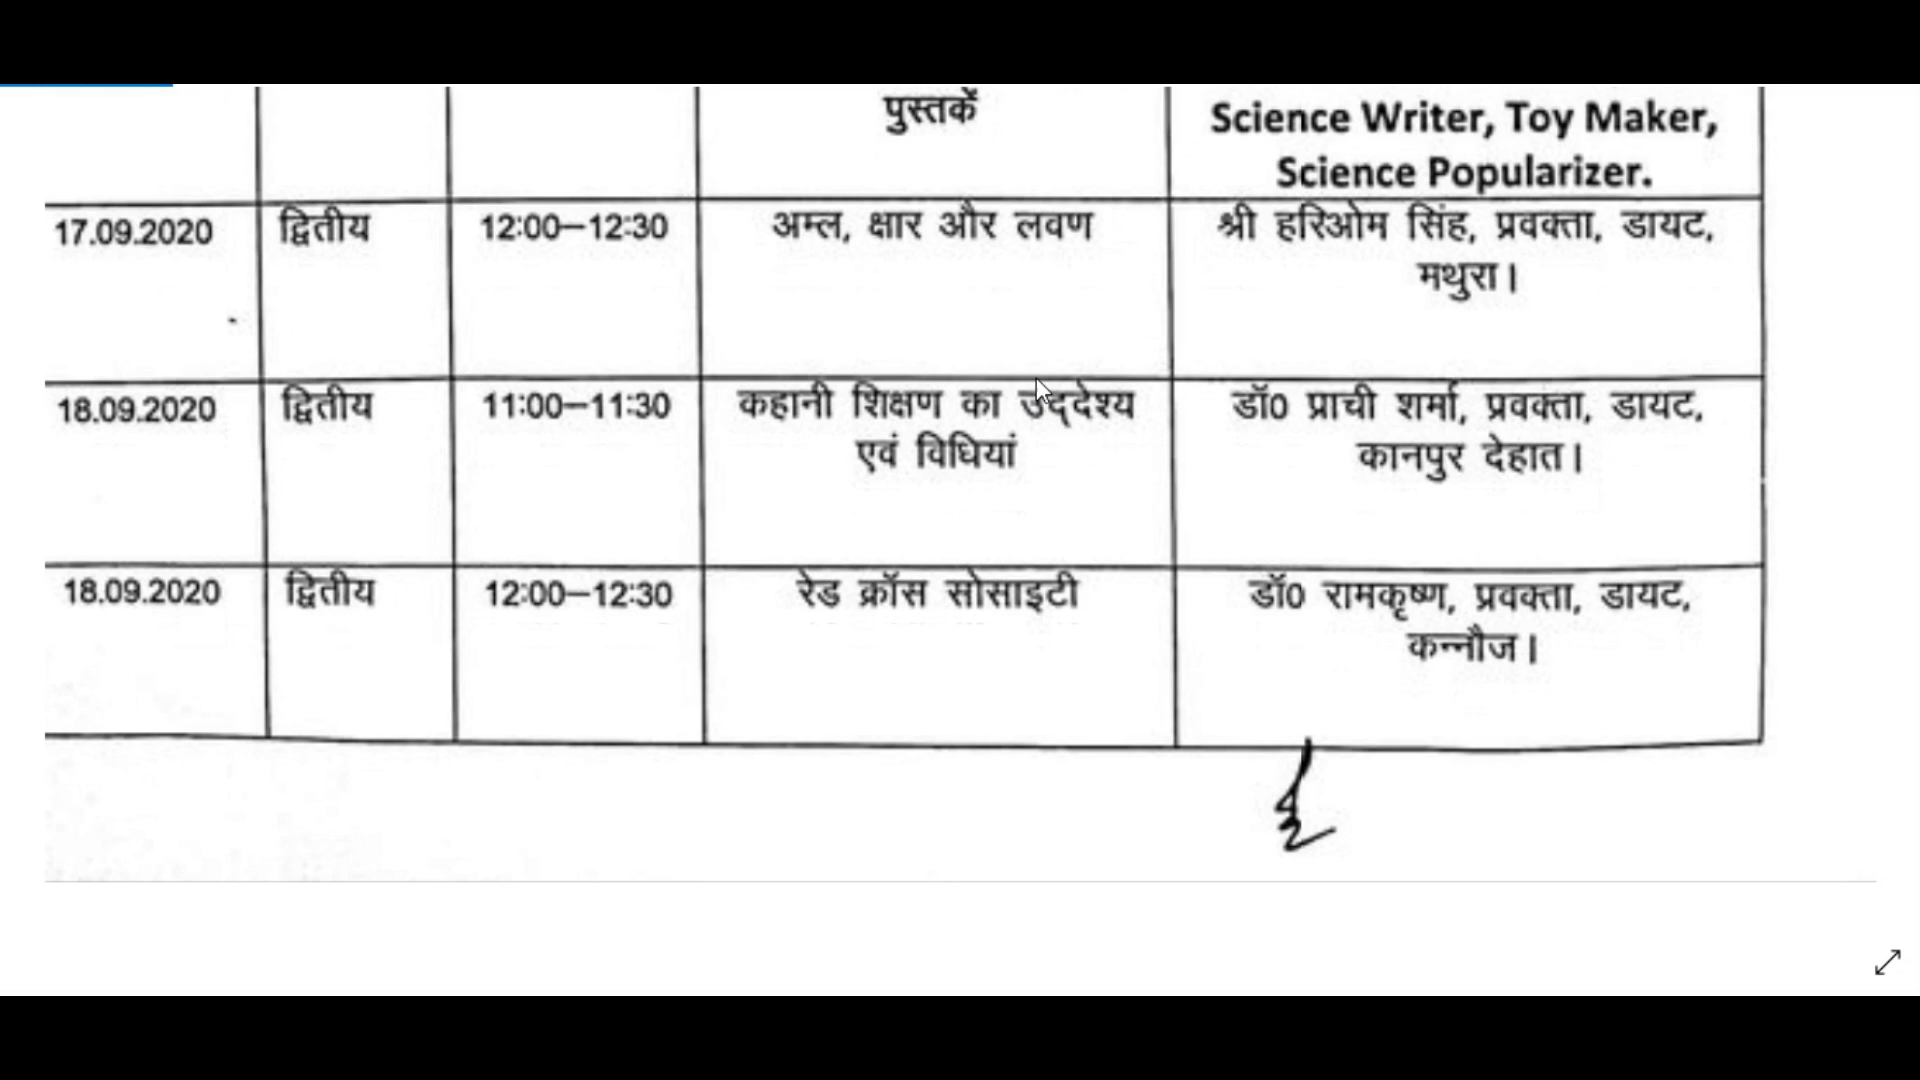 पुस्तकें
Science Writer, Toy Maker,
Science Popularizer.
17.09.2020 द्वितीय 12:00–12:30 अम्ल, क्षार और लवण श्री हरिओम सिंह, प्रवक्ता, डायट,
मथुरा।
18.09.2020 द्वितीय 11:00–11:30 कहानी शिक्षण का उद्देश्य डॉ0 प्राची शर्मा, प्रवक्ता, डायट,
एवं विधियां कानपुर देहात।
18.09.2020 द्वितीय 12:00–12:30 रेड क्रॉस सोसाइटी डॉ0 रामकृष्ण, प्रवक्ता, डायट,
कन्नौज।